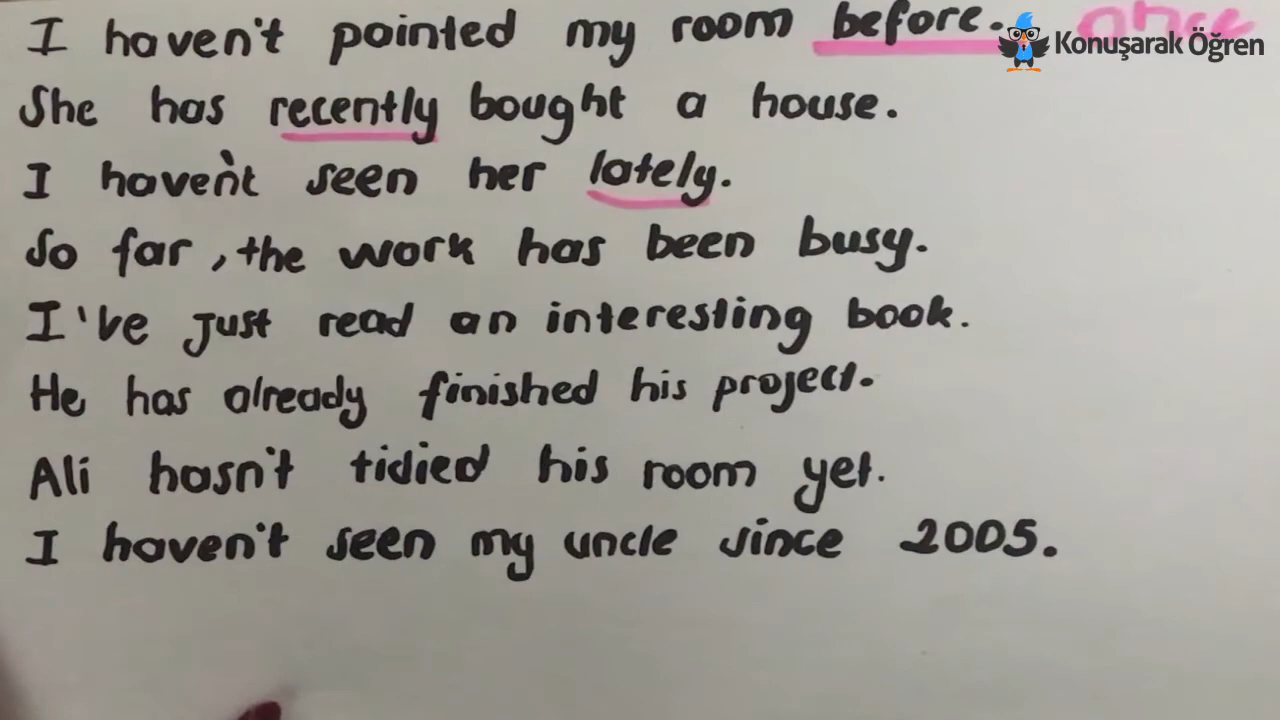 I haven't painted my room before. once
Konuşarak Öğren
She has recently bought a house.
I haven't seen her lately.
So far, the work has been busy.
I've just read an interesting book.
He has already finished his project.
Ali hasn't tidied his room yet.
I haven't seen my uncle since 2005.